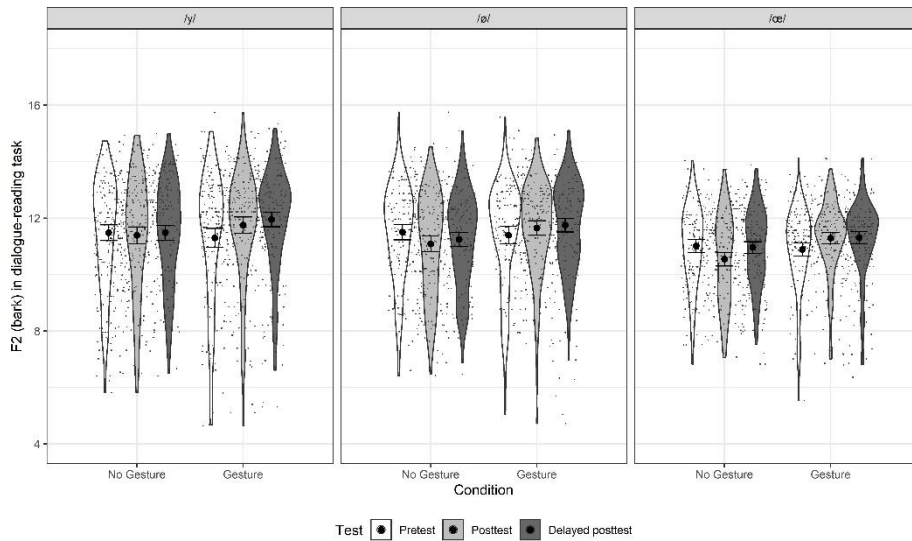 /y/ /ø/ /œ/
F2 (bark) in dialogue-reading task
16
12
8
4
No Gesture Gesture No Gesture Gesture No Gesture Gesture
Condition
Test Pretest Posttest Delayed posttest